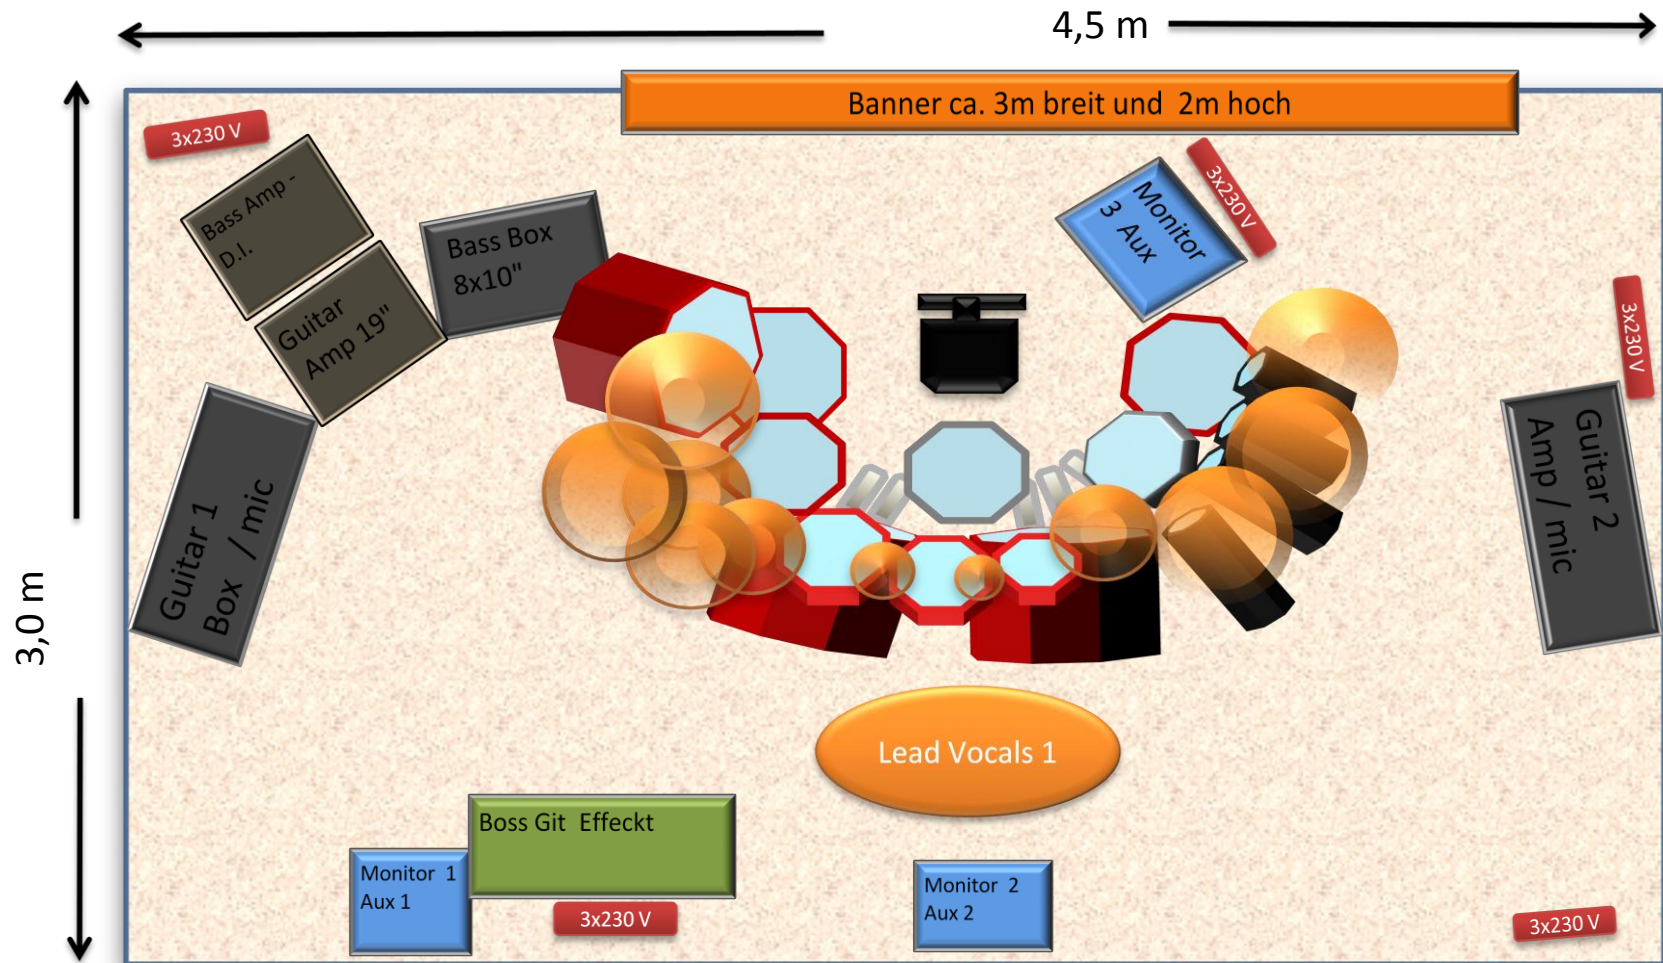 4,5 m
Banner ca. 3m breit und 2m hoch
3x230 V
3x230 V
Bass Amp -
D.I.
Bass Box
8x10"
Monitor
3 Aux
3x230 V
Guitar
Amp 19"
Guitar 1
Box / mic
Guitar 2
Amp / mic
3,0 m
Lead Vocals 1
Boss Git Effeckt
Monitor 1
Aux 1
Monitor 2
Aux 2
3x230 V
3x230 V